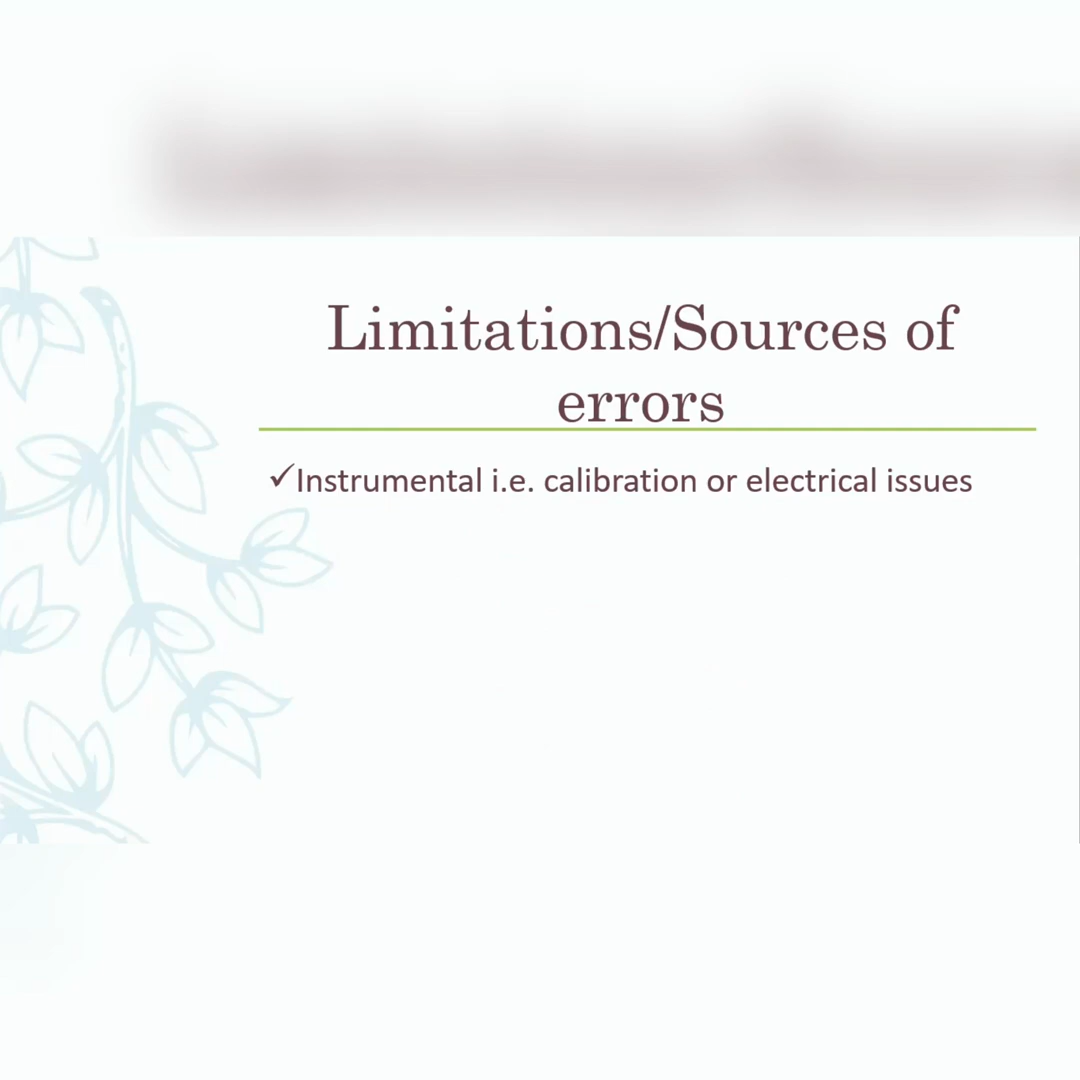 Limitations/Sources of
errors
✓Instrumental i.e. calibration or electrical issues